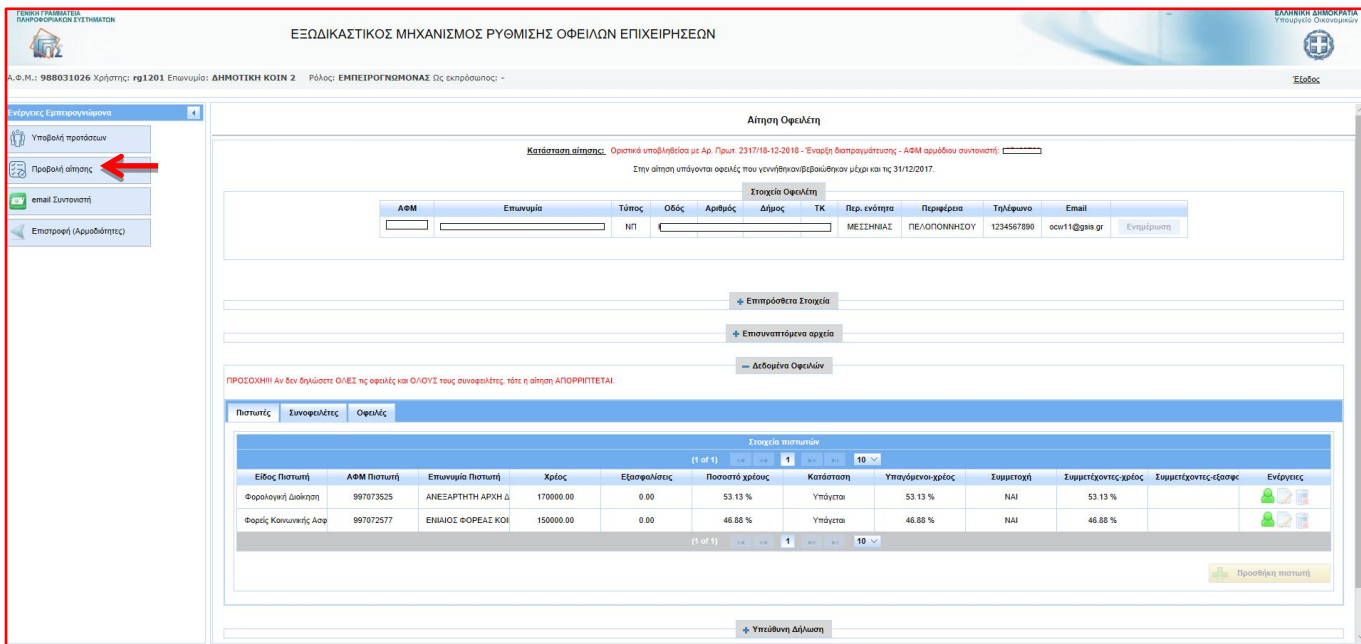 ΓΕΝΙΚΗ ΓΡΑΜΜΑΤΕΙΑ
ΠΛΗΡΟΦΟΡΙΑΚΩΝ ΣΥΣΤΗΜΑΤΩΝ
ΕΛΛΗΝΙΚΗ ΔΗΜΟΚΡΑΤΙΑ
Υπουργείο Οικονομικών
ΕΞΩΔΙΚΑΣΤΙΚΟΣ ΜΗΧΑΝΙΣΜΟΣ ΡΥΘΜΙΣΗΣ ΟΦΕΙΛΩΝ ΕΠΙΧΕΙΡΗΣΕΩΝ
Α.Φ.Μ.: 988031026 Χρήστης: rg1201 Επωνυμία: ΔΗΜΟΤΙΚΗ ΚΟΙΝ 2 Ρόλος: ΕΜΠΕΙΡΟΓΝΩΜΟΝΑΣ Ως εκπρόσωπος: - Έξοδος
Ενέργειες Εμπειρογνώμονα
Υποβολή προτάσεων
Προβολή αίτησης
email Συντονιστή
Επιστροφή (Αρμοδιότητες)
Αίτηση Οφειλέτη
Κατάσταση αίτησης: Οριστικά υποβληθείσα με Αρ. Πρωτ. 2317/18-12-2018 - Έναρξη διαπραγμάτευσης - ΑΦΜ αρμόδιου συντονιστή:
Στην αίτηση υπάγονται οφειλές που γεννήθηκαν/βεβαιώθηκαν μέχρι και τις 31/12/2017.
Στοιχεία Οφειλέτη
ΑΦΜ Επωνυμία Τύπος Οδός Αριθμός Δήμος ΤΚ Περ. ενότητα Περιφέρεια Τηλέφωνο Email
ΝΠ ΜΕΣΣΗΝΙΑΣ ΠΕΛΟΠΟΝΝΗΣΟΥ 1234567890 ocw11@gsis.gr Ενημέρωση
+ Επιπρόσθετα Στοιχεία
+ Επισυναπτόμενα αρχεία
− Δεδομένα Οφειλών
ΠΡΟΣΟΧΗ!!! Αν δεν δηλώσετε ΟΛΕΣ τις οφειλές και ΟΛΟΥΣ τους συνοφειλέτες, τότε η αίτηση ΑΠΟΡΡΙΠΤΕΤΑΙ.
Πιστωτές Συνοφειλέτες Οφειλές
Στοιχεία πιστωτών
(1 of 1) 1 10
Είδος Πιστωτή ΑΦΜ Πιστωτή Επωνυμία Πιστωτή Χρέος Εξασφαλίσεις Ποσοστό χρέους Κατάσταση Υπαγόμενοι-χρέος Συμμετοχή Συμμετέχοντες-χρέος Συμμετέχοντες-εξασφα Ενέργειες
Φορολογική Διοίκηση 997073525 ΑΝΕΞΑΡΤΗΤΗ ΑΡΧΗ Δ 170000.00 0.00 53.13 % Υπάγεται 53.13 % ΝΑΙ 53.13 %
Φορείς Κοινωνικής Ασφ 997072577 ΕΝΙΑΙΟΣ ΦΟΡΕΑΣ ΚΟΙ 150000.00 0.00 46.88 % Υπάγεται 46.88 % ΝΑΙ 46.88 %
(1 of 1) 1 10
Προσθήκη πιστωτή
+ Υπεύθυνη Δήλωση